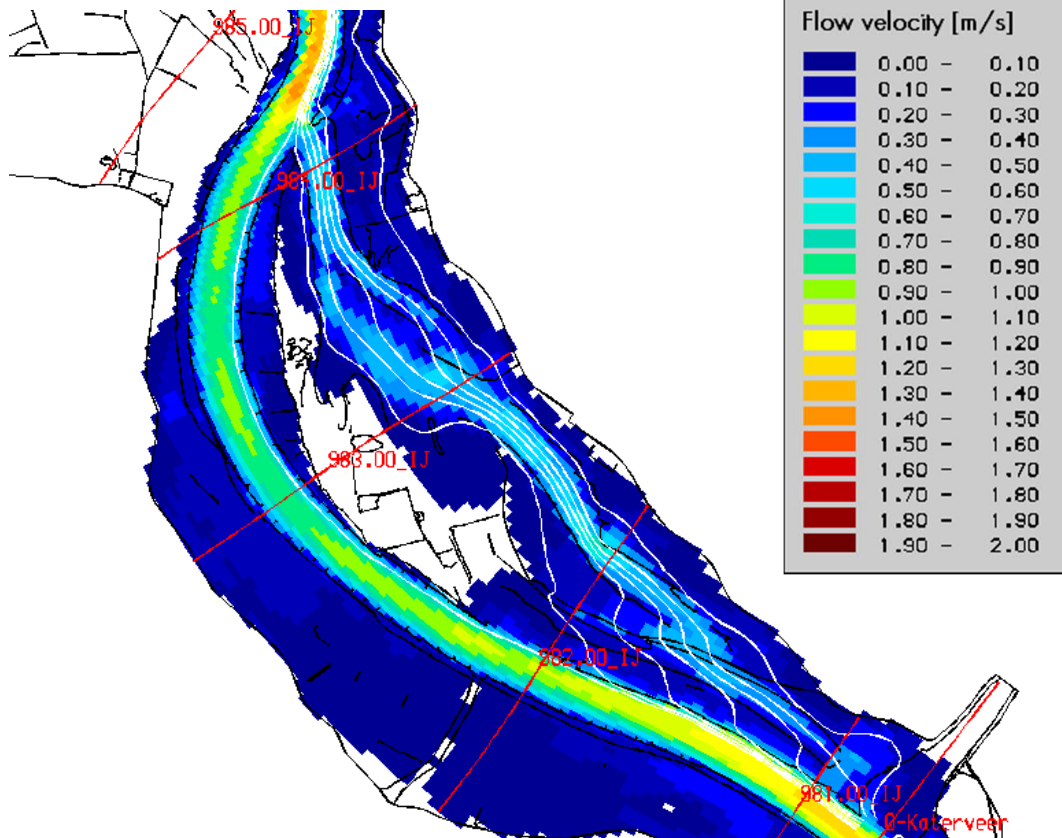 Flow velocity [m/s]
0.00 - 0.10
0.10 - 0.20
0.20 - 0.30
0.30 - 0.40
0.40 - 0.50
0.50 - 0.60
0.60 - 0.70
0.70 - 0.80
0.80 - 0.90
0.90 - 1.00
1.00 - 1.10
1.10 - 1.20
1.20 - 1.30
1.30 - 1.40
1.40 - 1.50
1.50 - 1.60
1.60 - 1.70
1.70 - 1.80
1.80 - 1.90
1.90 - 2.00
985.00_IJ
984.00_IJ
983.00_IJ
982.00_IJ
981.00_IJ
Q-Katerveer